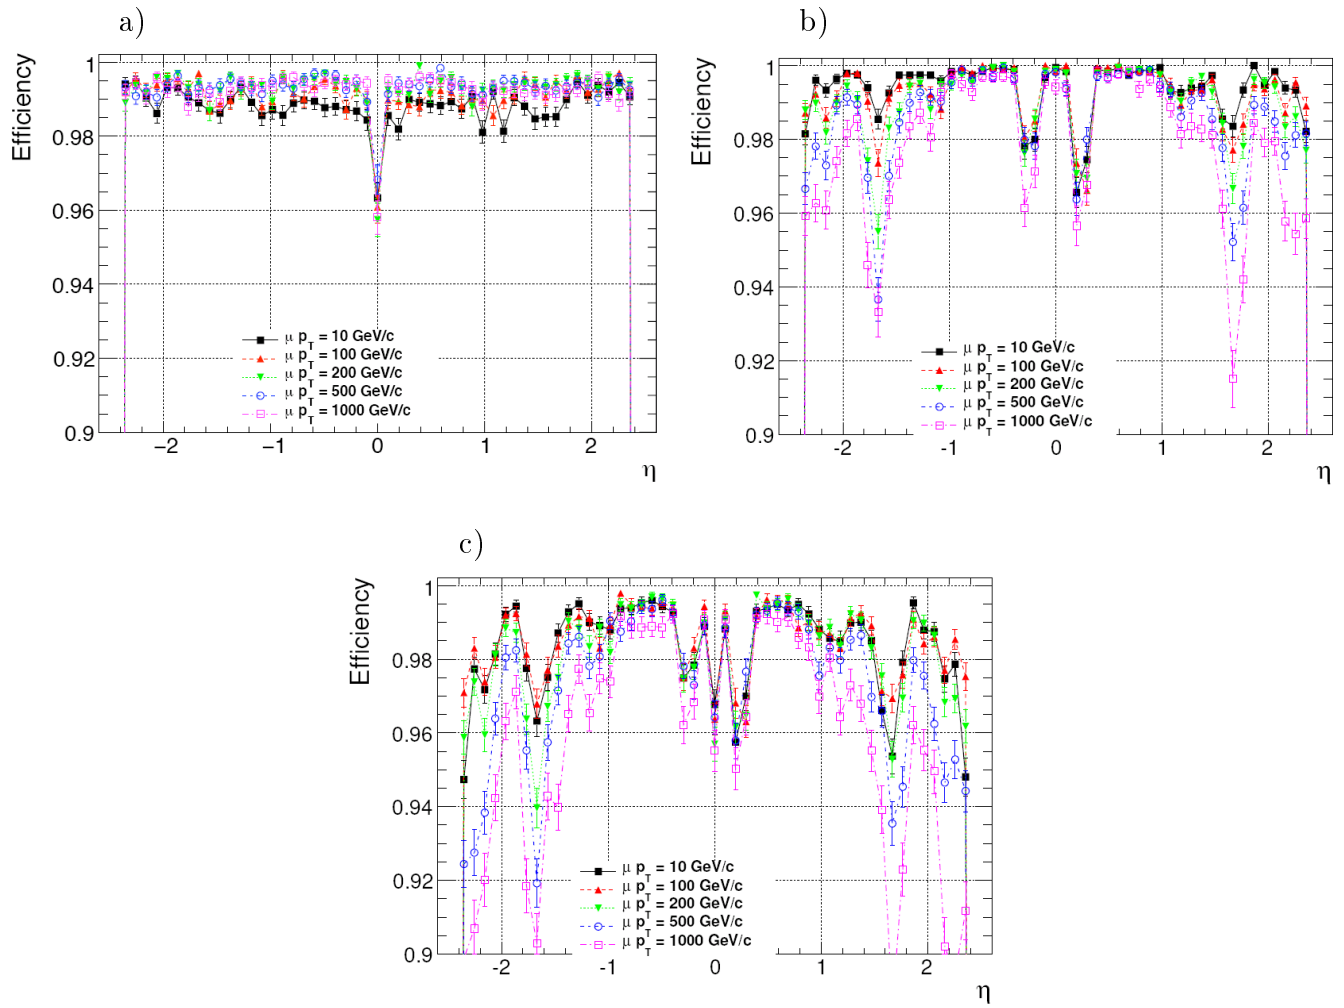 a)
Efficiency
1
0.98
0.96
0.94
0.92
0.9
μ p_T = 10 GeV/c
μ p_T = 100 GeV/c
μ p_T = 200 GeV/c
μ p_T = 500 GeV/c
μ p_T = 1000 GeV/c
−2 −1 0 1 2
η
b)
Efficiency
1
0.98
0.96
0.94
0.92
0.9
μ p_T = 10 GeV/c
μ p_T = 100 GeV/c
μ p_T = 200 GeV/c
μ p_T = 500 GeV/c
μ p_T = 1000 GeV/c
-2 -1 0 1 2
η
c)
Efficiency
1
0.98
0.96
0.94
0.92
0.9
μ p_T = 10 GeV/c
μ p_T = 100 GeV/c
μ p_T = 200 GeV/c
μ p_T = 500 GeV/c
μ p_T = 1000 GeV/c
-2 -1 0 1 2
η